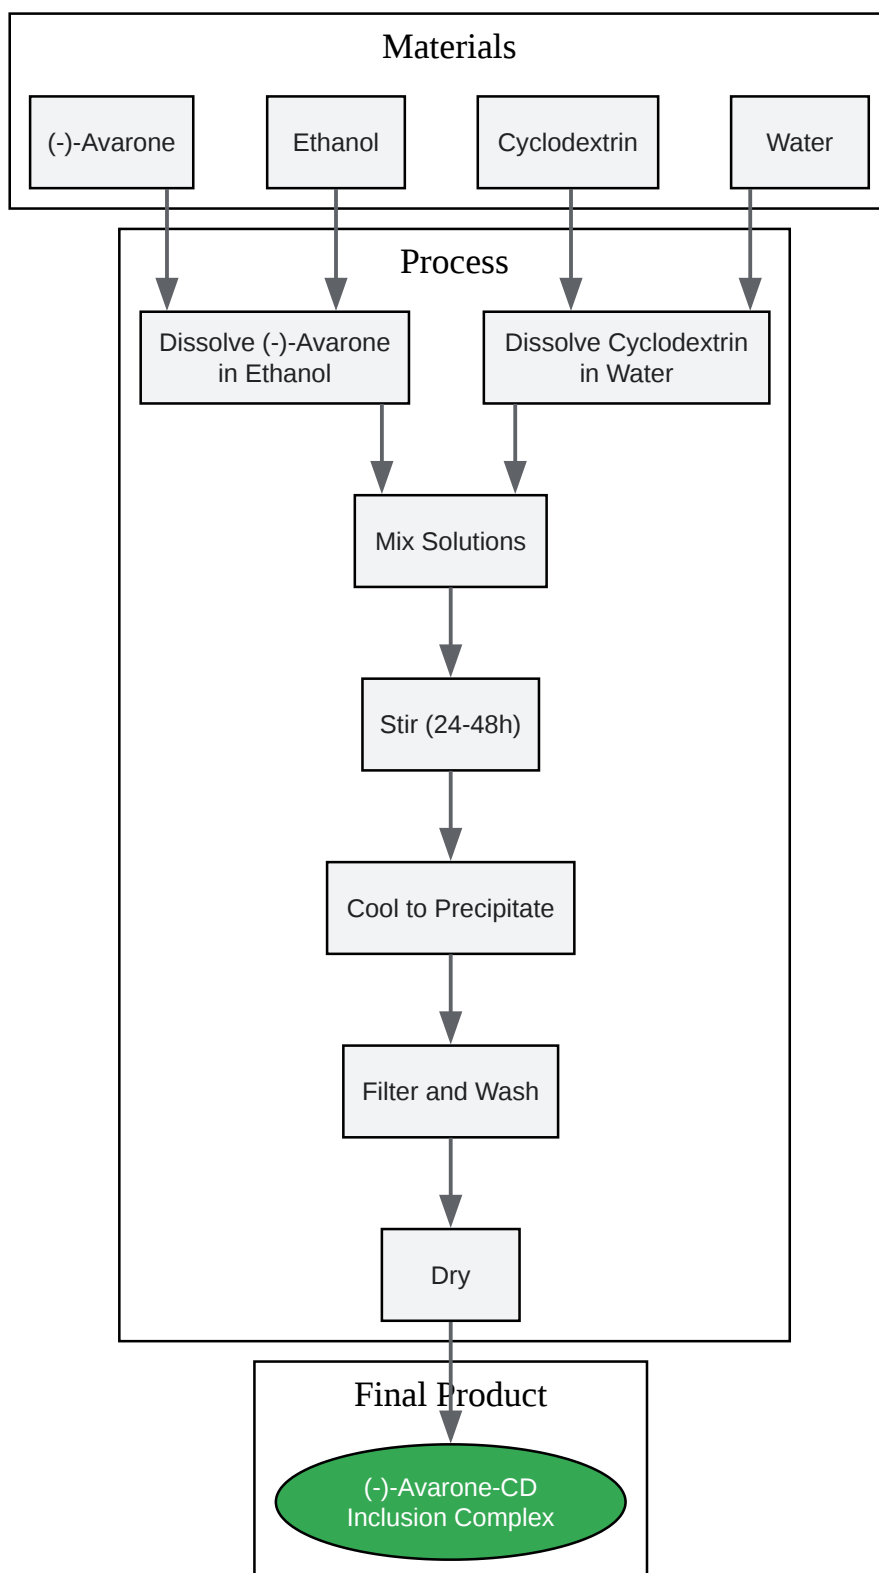 Materials
(-)-Avarone
Ethanol
Cyclodextrin
Water
Process
Dissolve (-)-Avarone
in Ethanol
Dissolve Cyclodextrin
in Water
Mix Solutions
Stir (24-48h)
Cool to Precipitate
Filter and Wash
Dry
Final Product
(-)-Avarone-CD
Inclusion Complex